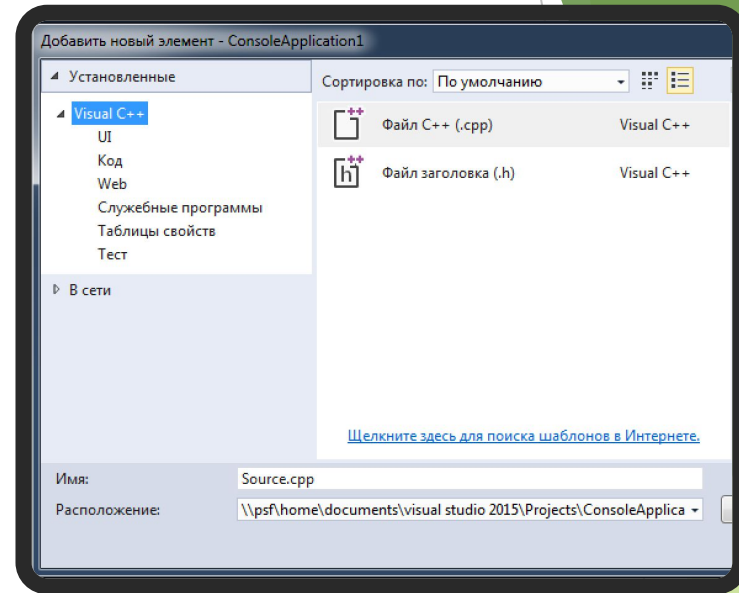 Добавить новый элемент - ConsoleApplication1
Установленные
Visual C++
UI
Код
Web
Служебные программы
Таблицы свойств
Тест
В сети
Сортировка по: По умолчанию
Файл C++ (.cpp) Visual C++
Файл заголовка (.h) Visual C++
Щелкните здесь для поиска шаблонов в Интернете.
Имя: Source.cpp
Расположение: \\psf\home\documents\visual studio 2015\Projects\ConsoleApplica